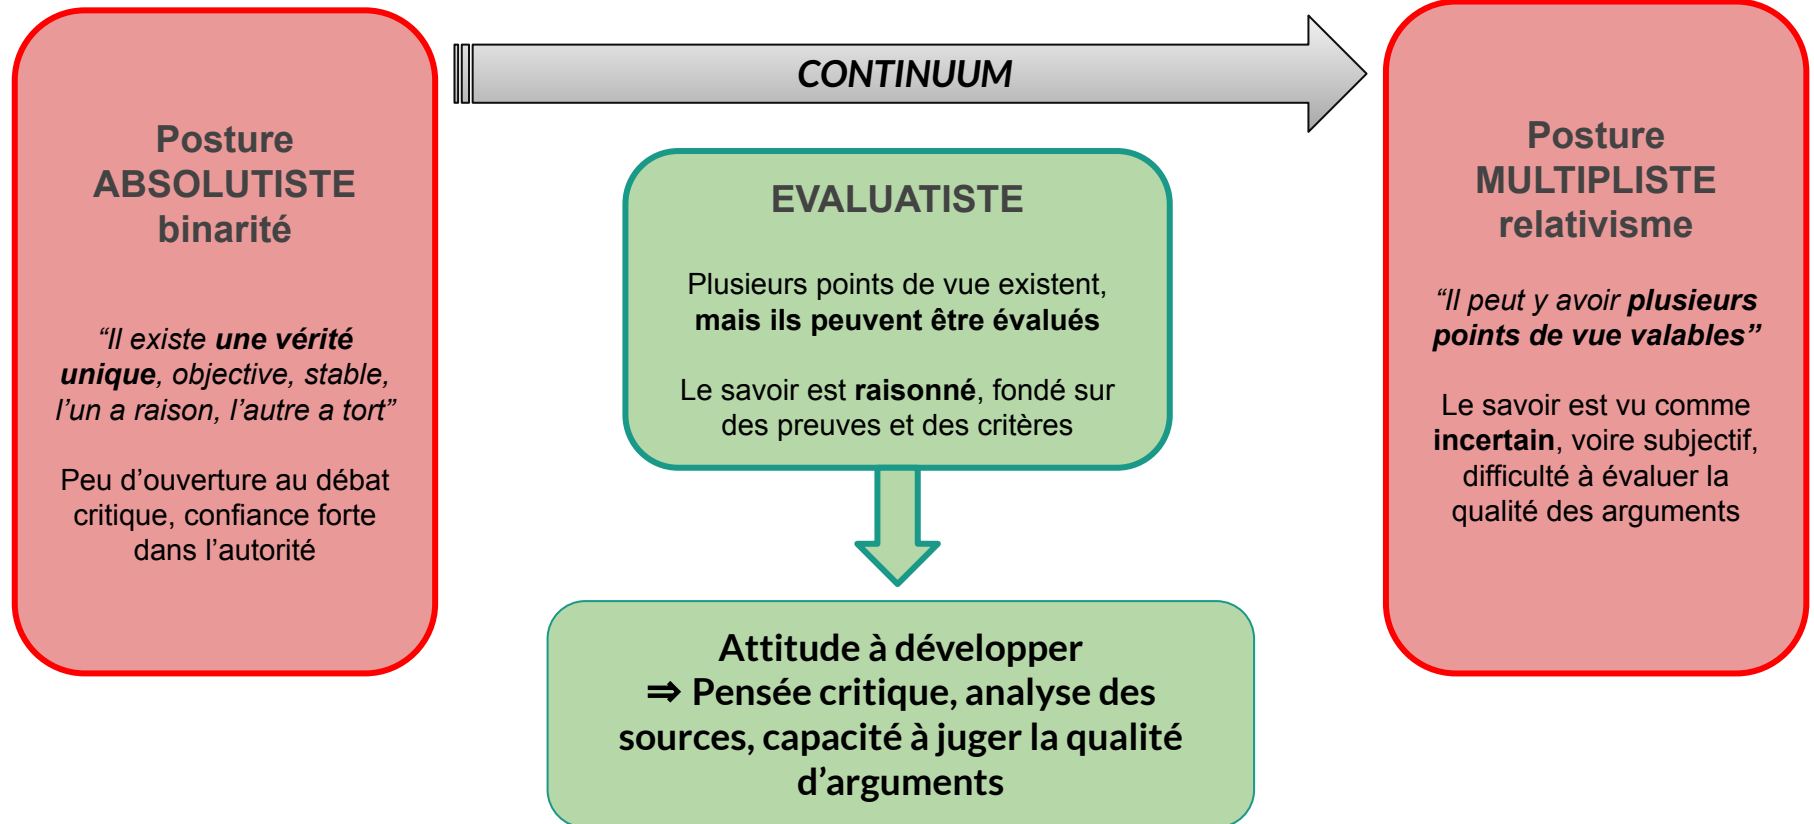 Posture
ABSOLUTISTE
binarité
“Il existe une vérité
unique, objective, stable,
l’un a raison, l’autre a tort”
Peu d’ouverture au débat
critique, confiance forte
dans l’autorité
CONTINUUM
EVALUATISTE
Plusieurs points de vue existent,
mais ils peuvent être évalués
Le savoir est raisonné, fondé sur
des preuves et des critères
Attitude à développer
⇒ Pensée critique, analyse des
sources, capacité à juger la qualité
d’arguments
Posture
MULTIPLISTE
relativisme
“Il peut y avoir plusieurs
points de vue valables”
Le savoir est vu comme
incertain, voire subjectif,
difficulté à évaluer la
qualité des arguments